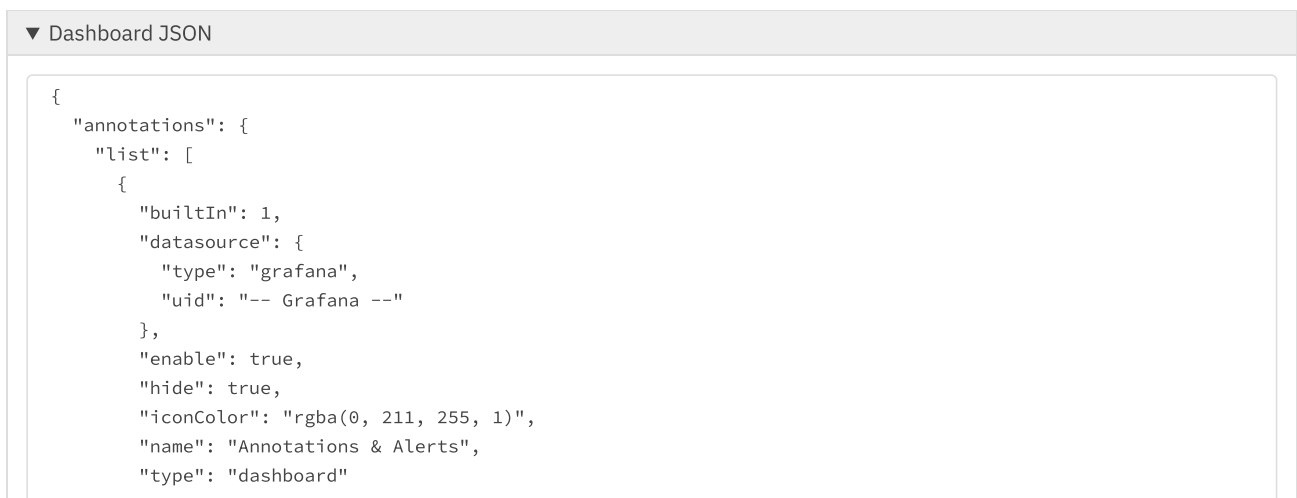 ▼ Dashboard JSON
{
  "annotations": {
    "list": [
      {
        "builtIn": 1,
        "datasource": {
          "type": "grafana",
          "uid": "-- Grafana --"
        },
        "enable": true,
        "hide": true,
        "iconColor": "rgba(0, 211, 255, 1)",
        "name": "Annotations & Alerts",
        "type": "dashboard"